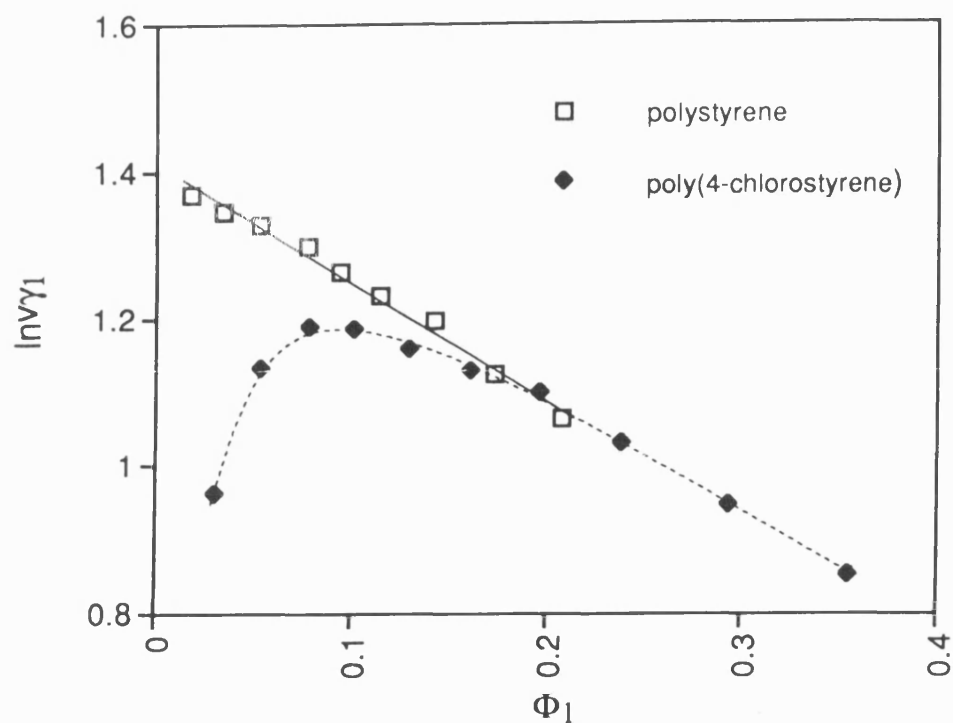 1.6
1.4
1.2
1
0.8
lnᵛγ₁
polystyrene
poly(4-chlorostyrene)
0
0.1
0.2
0.3
0.4
Φ₁